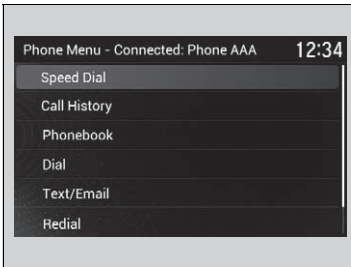 Phone Menu - Connected: Phone AAA 12:34
Speed Dial
Call History
Phonebook
Dial
Text/Email
Redial